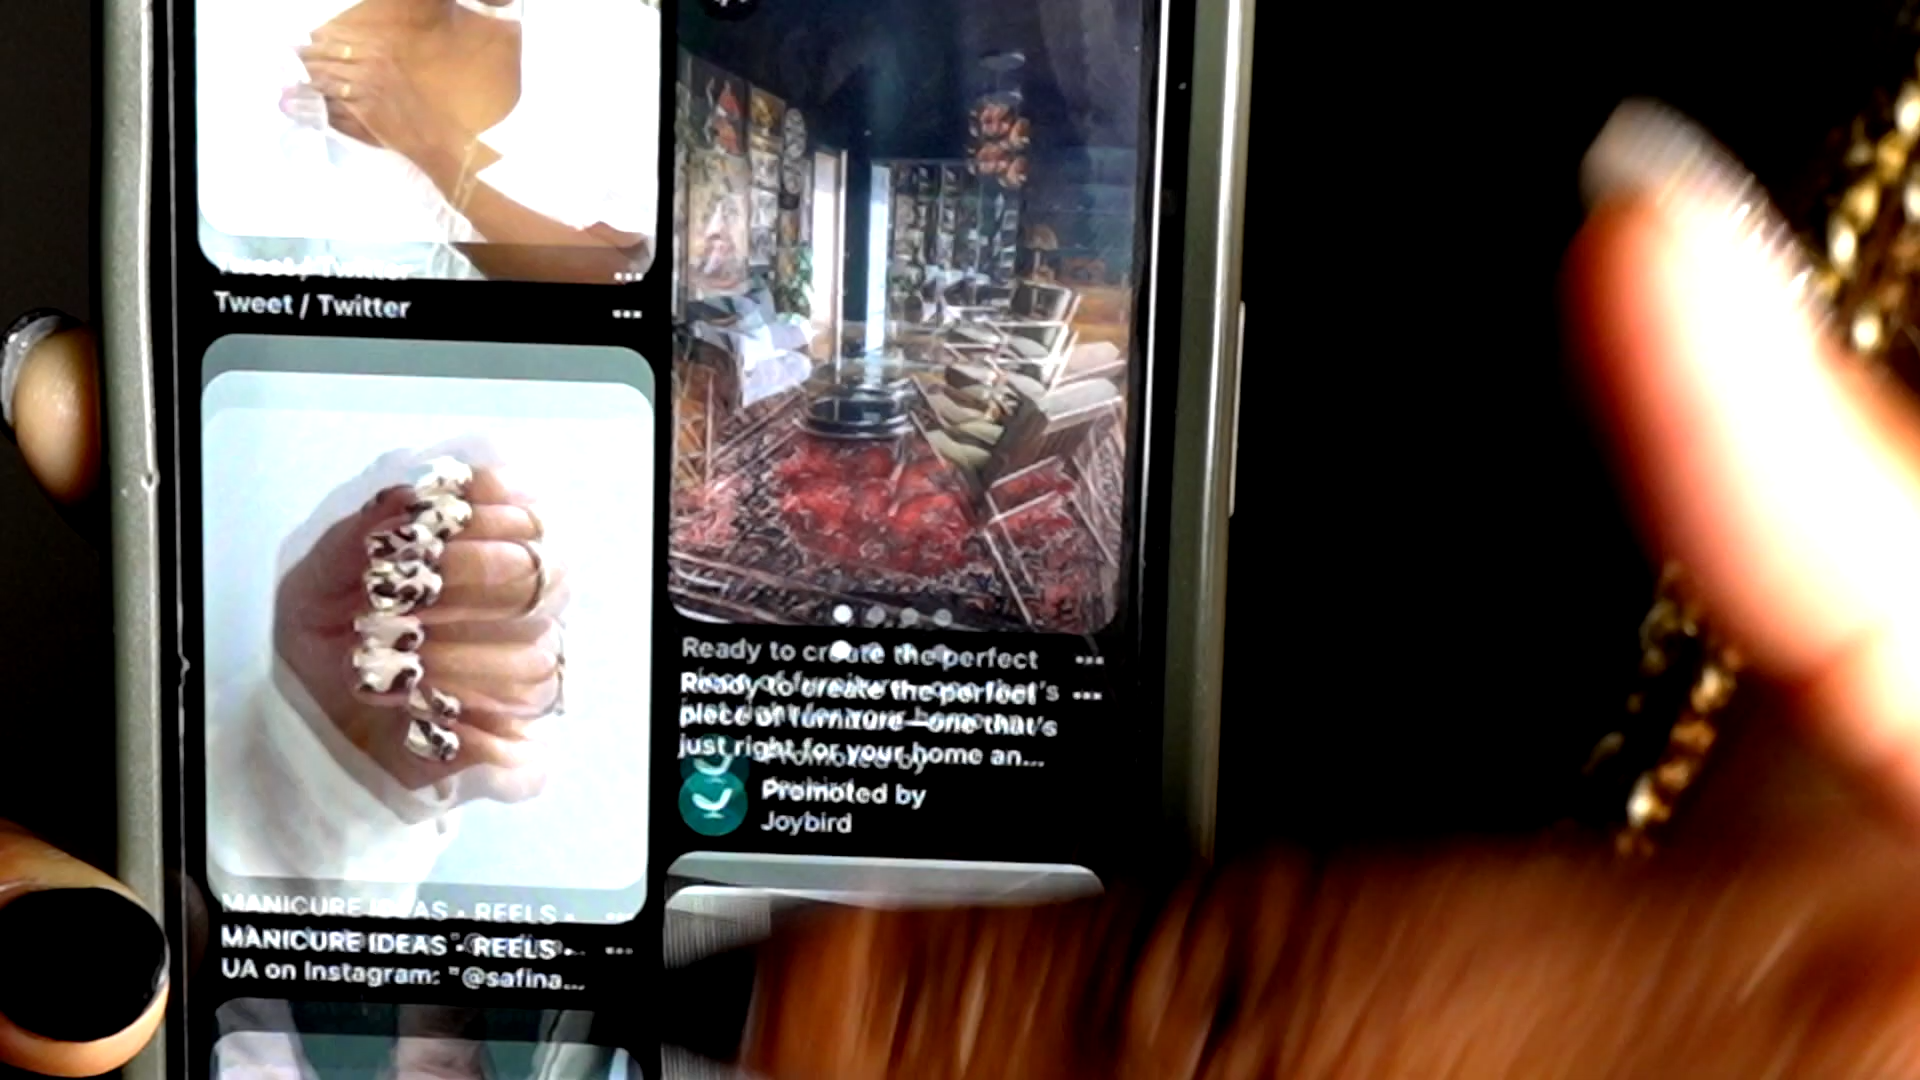 Tweet / Twitter
MANICURE IDEAS - REELS -
UA on Instagram: "@safina...
Ready to create the perfect
piece of furniture—one that's
just right for your home an...
Promoted by
Joybird